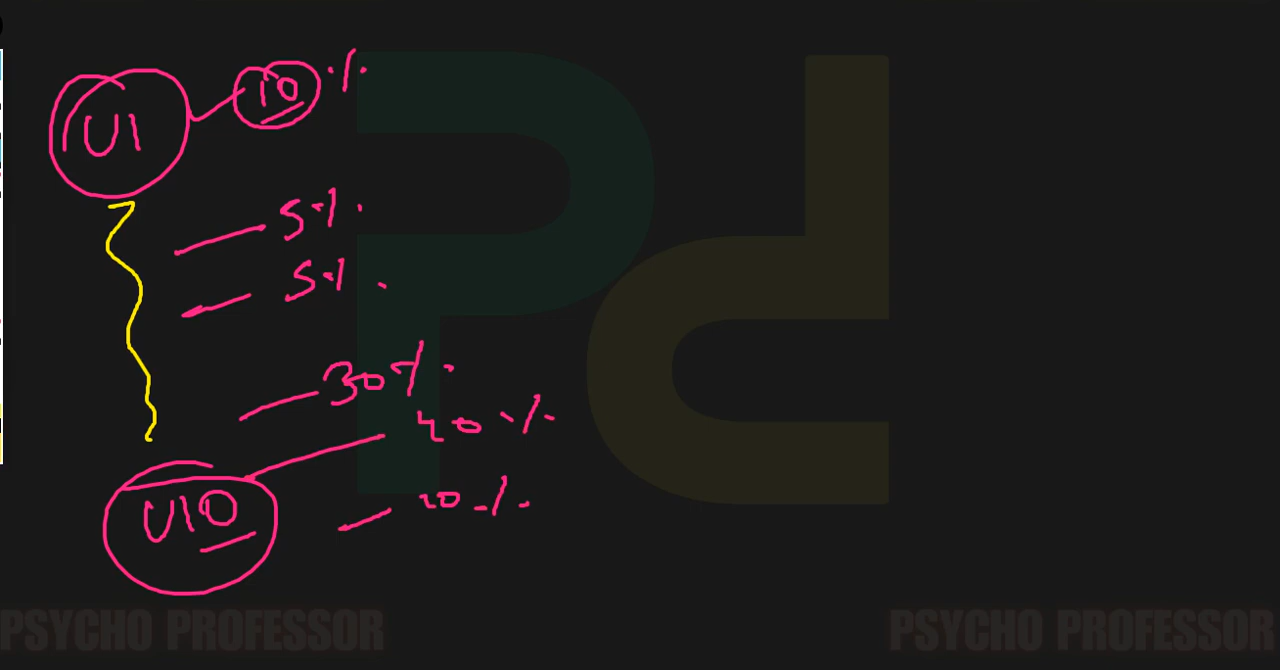 U1 10 %
5 %
5 %
30 %
40 %
U10
20 %
PSYCHO PROFESSOR PSYCHO PROFESSOR